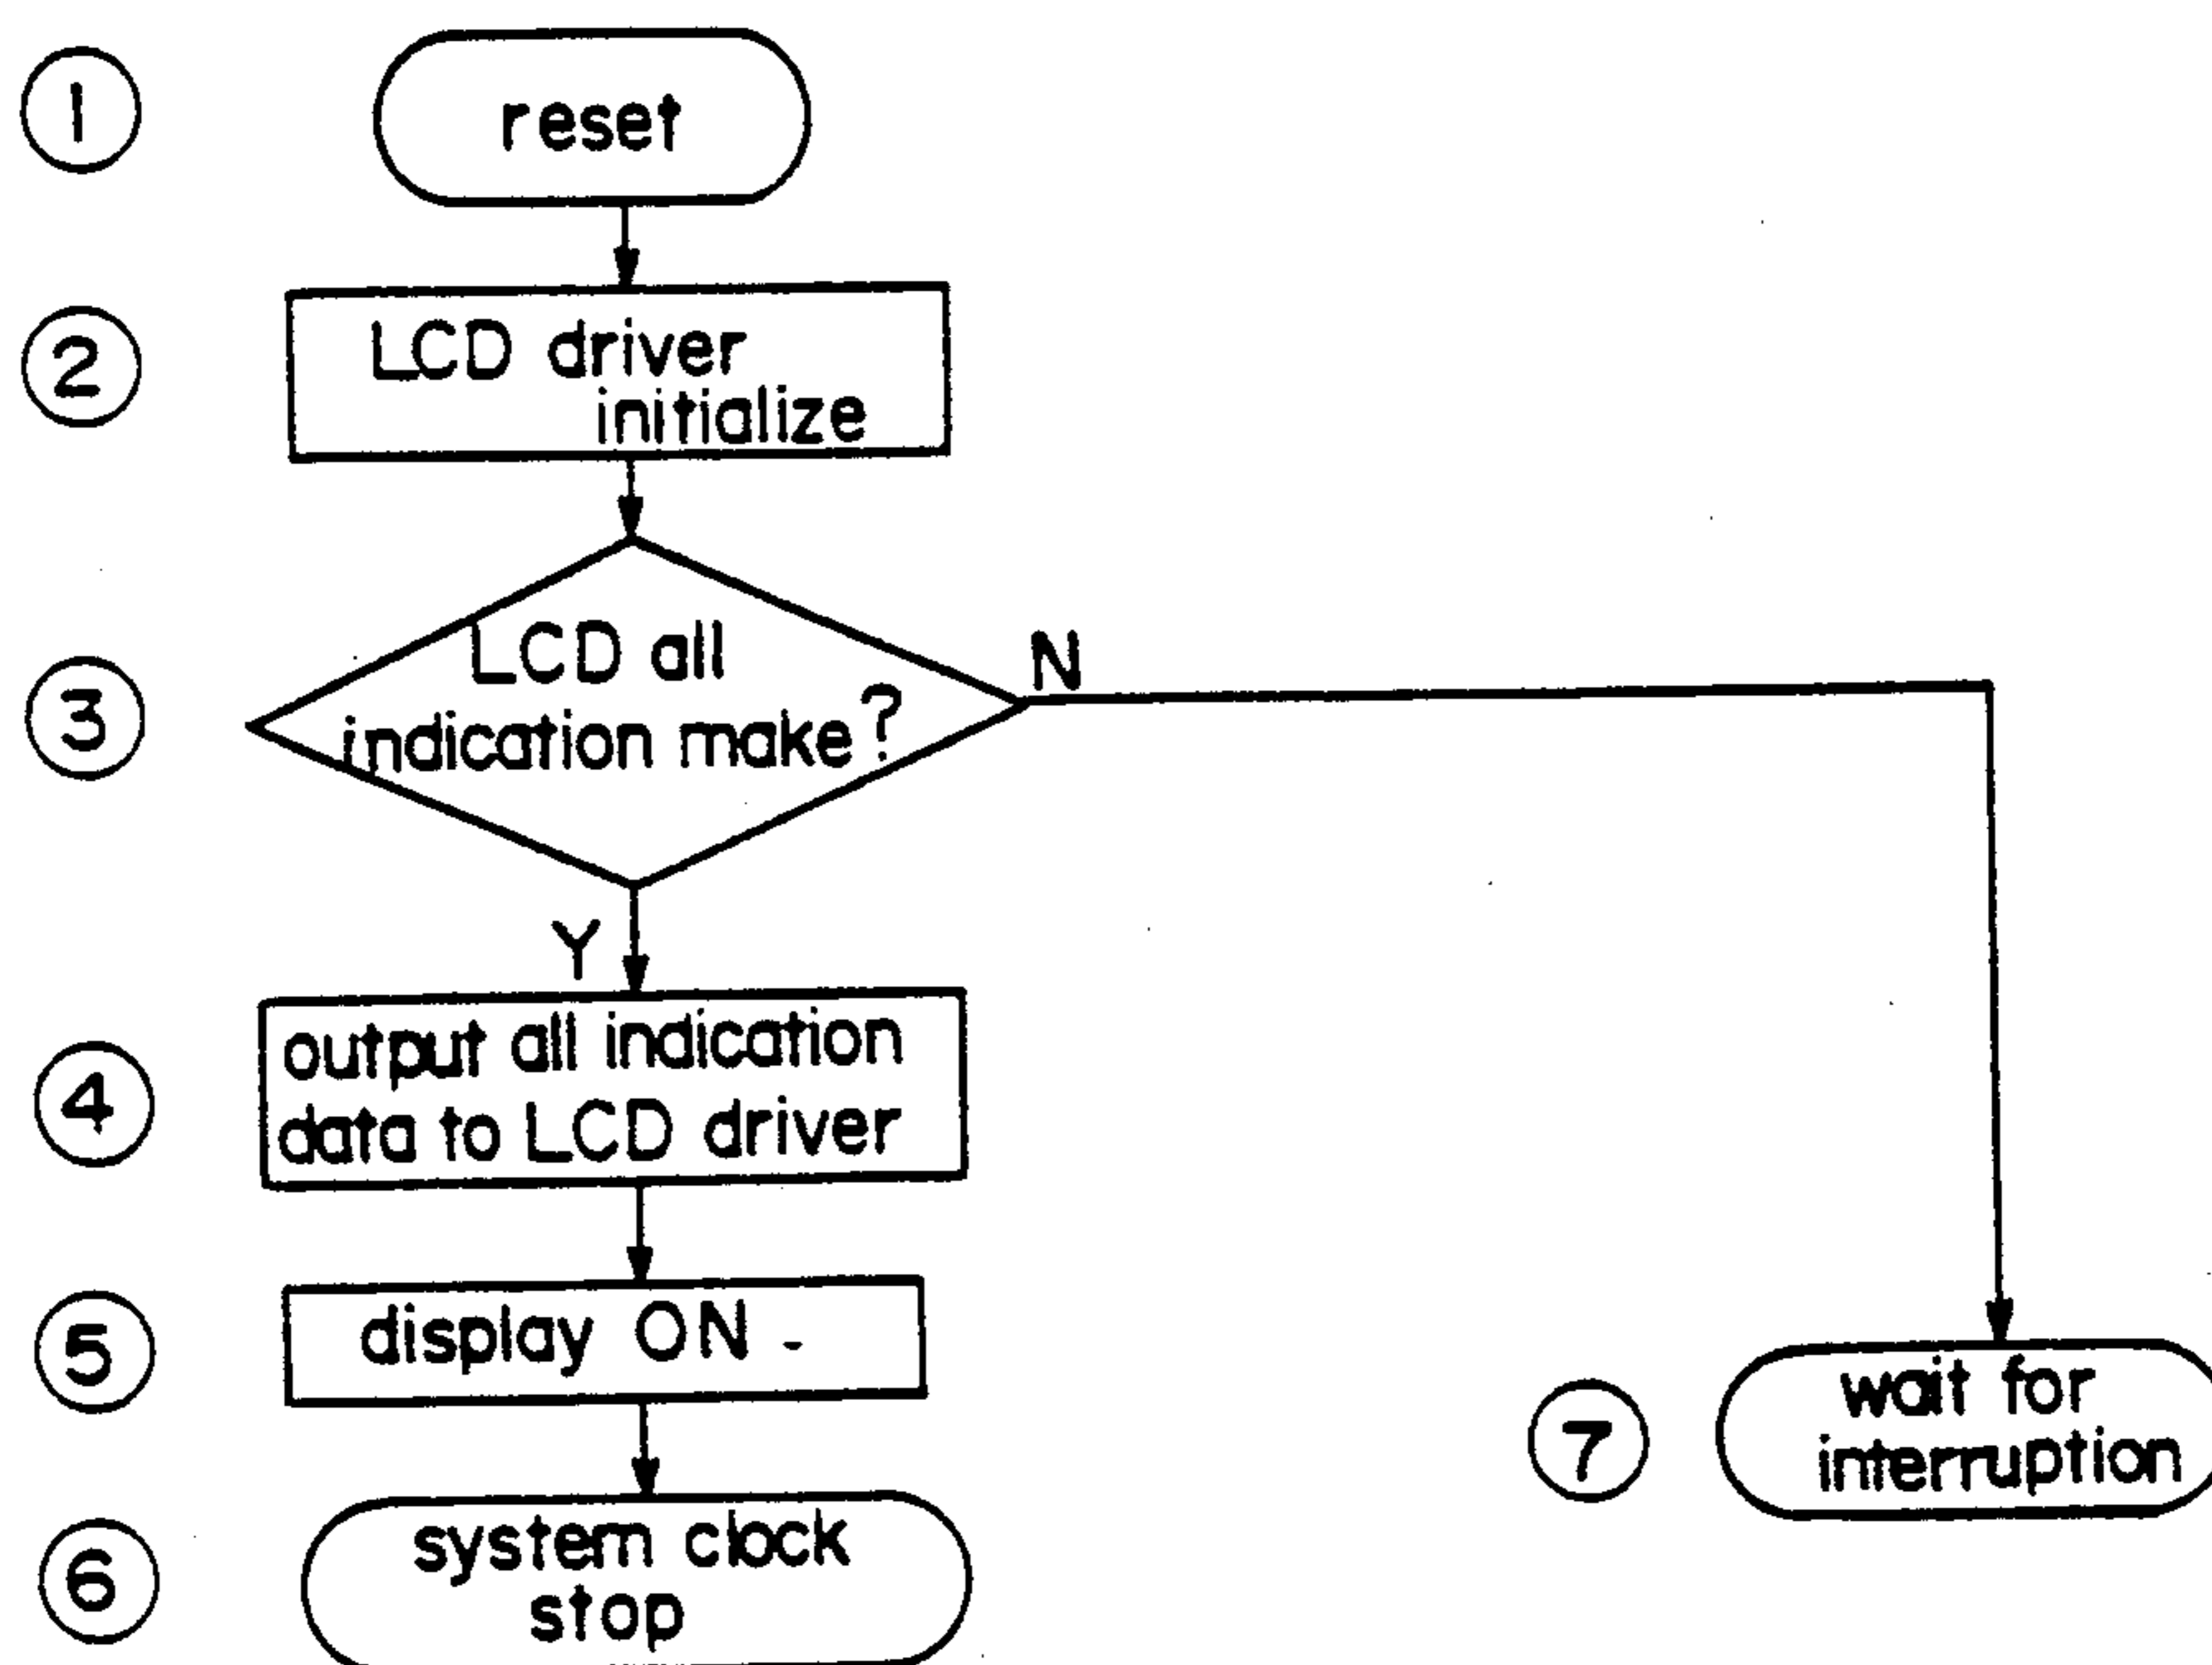 1
reset
2
LCD driver
initialize
3
LCD all
indication make?
N
Y
4
output all indication
data to LCD driver
5
display ON
6
system clock
stop
7
wait for
interruption